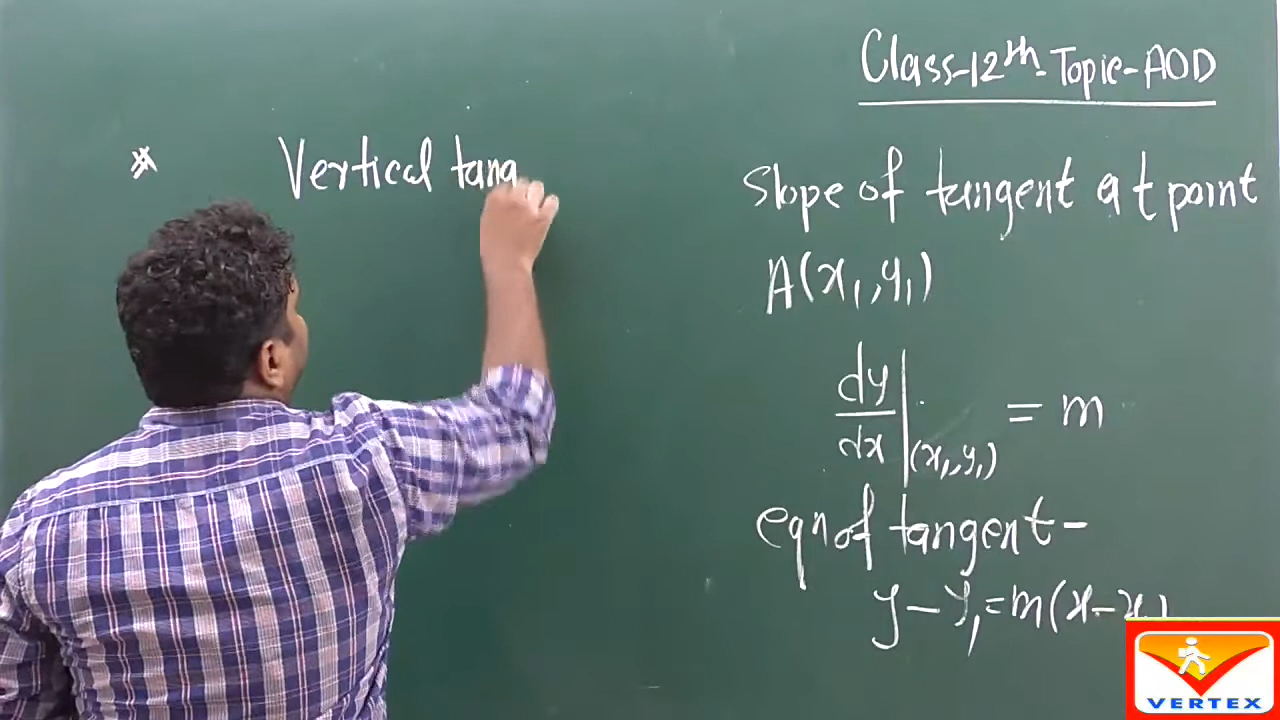 Class-12th-Topic-AOD
* Vertical tang
Slope of tangent at point
A(x₁,y₁)
dy/dx|(x₁,y₁) = m
eqn of tangent-
y-y₁=m(x-x₁)
VERTEX